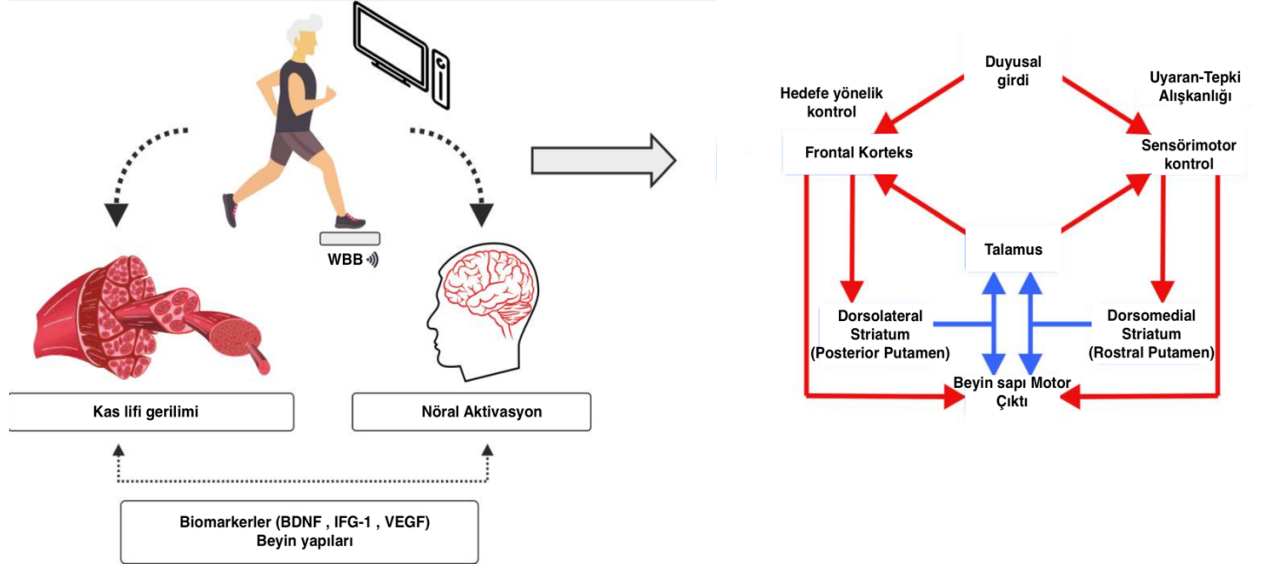 WBB
Kas lifi gerilimi
Nöral Aktivasyon
Biomarkerler (BDNF , IFG-1 , VEGF)
Beyin yapıları
Duyusal
girdi
Hedefe yönelik
kontrol
Uyaran-Tepki
Alışkanlığı
Frontal Korteks
Sensörimotor
kontrol
Talamus
Dorsolateral
Striatum
(Posterior Putamen)
Dorsomedial
Striatum
(Rostral Putamen)
Beyin sapı Motor
Çıktı